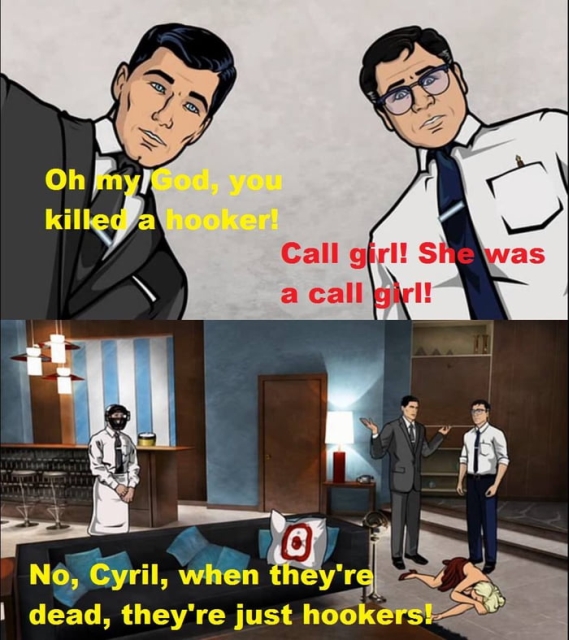 Oh my God, you
killed a hooker!
Call girl! She was
a call girl!
No, Cyril, when they're
dead, they're just hookers!